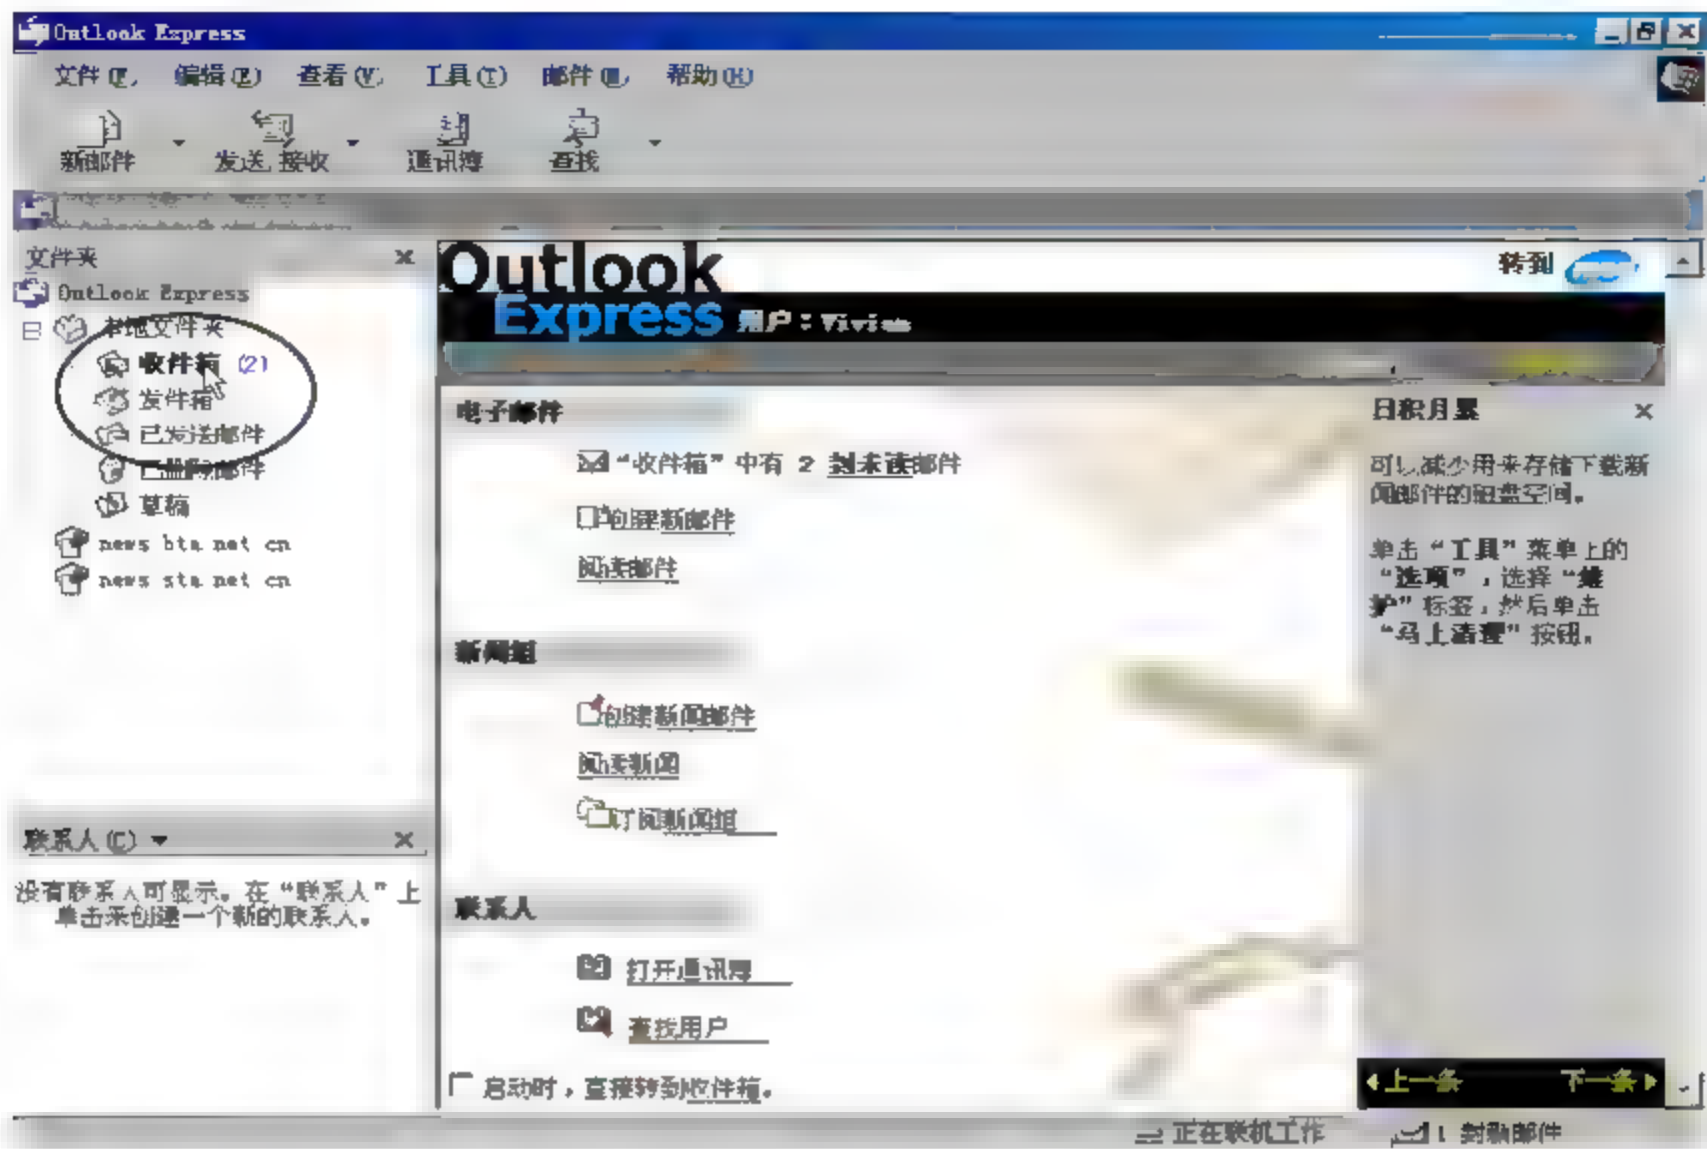 Outlook Express
文件(F) 编辑(E) 查看(V) 工具(T) 邮件(M) 帮助(H)
新邮件 发送/接收 通讯簿 查找
文件夹
Outlook Express
本地文件夹
收件箱 (2)
发件箱
已发送邮件
已删除邮件
草稿
news.bta.net.cn
news.sta.net.cn
联系人(C)
没有联系人可显示。在“联系人”上
单击来创建一个新的联系人。
Outlook
Express 用户：Vivian
转到
电子邮件
“收件箱”中有 2 封未读邮件
创建新邮件
阅读邮件
新闻组
创建新闻邮件
阅读新闻
订阅新闻组
联系人
打开通讯簿
查找用户
启动时，直接转到收件箱。
日积月累
可以减少用来存储下载新
闻邮件的磁盘空间。
单击“工具”菜单上的
“选项”，选择“维
护”标签，然后单击
“马上清理”按钮。
上一条 下一条
正在联机工作 1 封新邮件